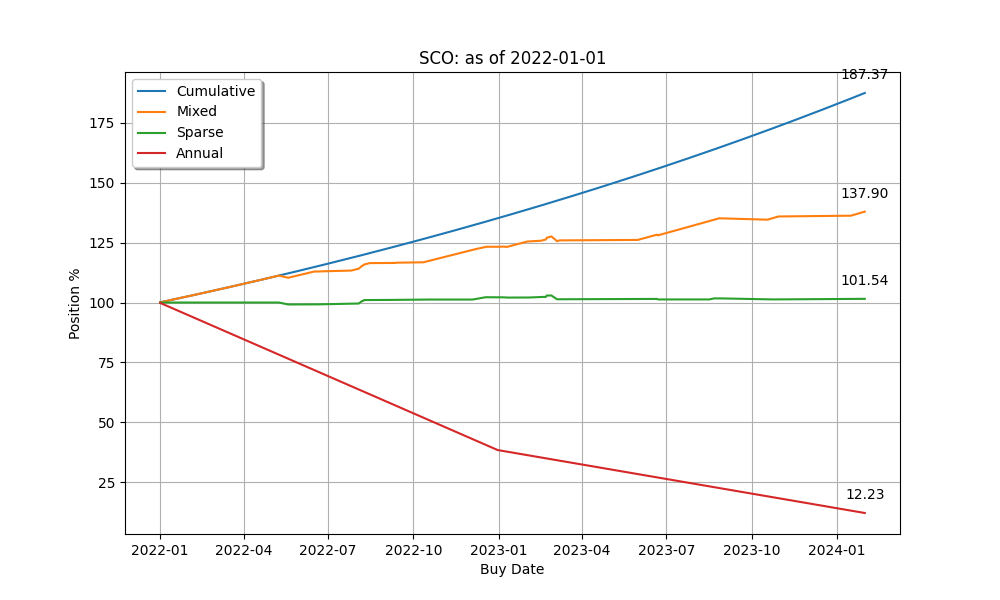 SCO: as of 2022-01-01
187.37
Cumulative
Mixed
Sparse
Annual
137.90
101.54
12.23
175
150
125
100
75
50
25
Position %
2022-01
2022-04
2022-07
2022-10
2023-01
2023-04
2023-07
2023-10
2024-01
Buy Date